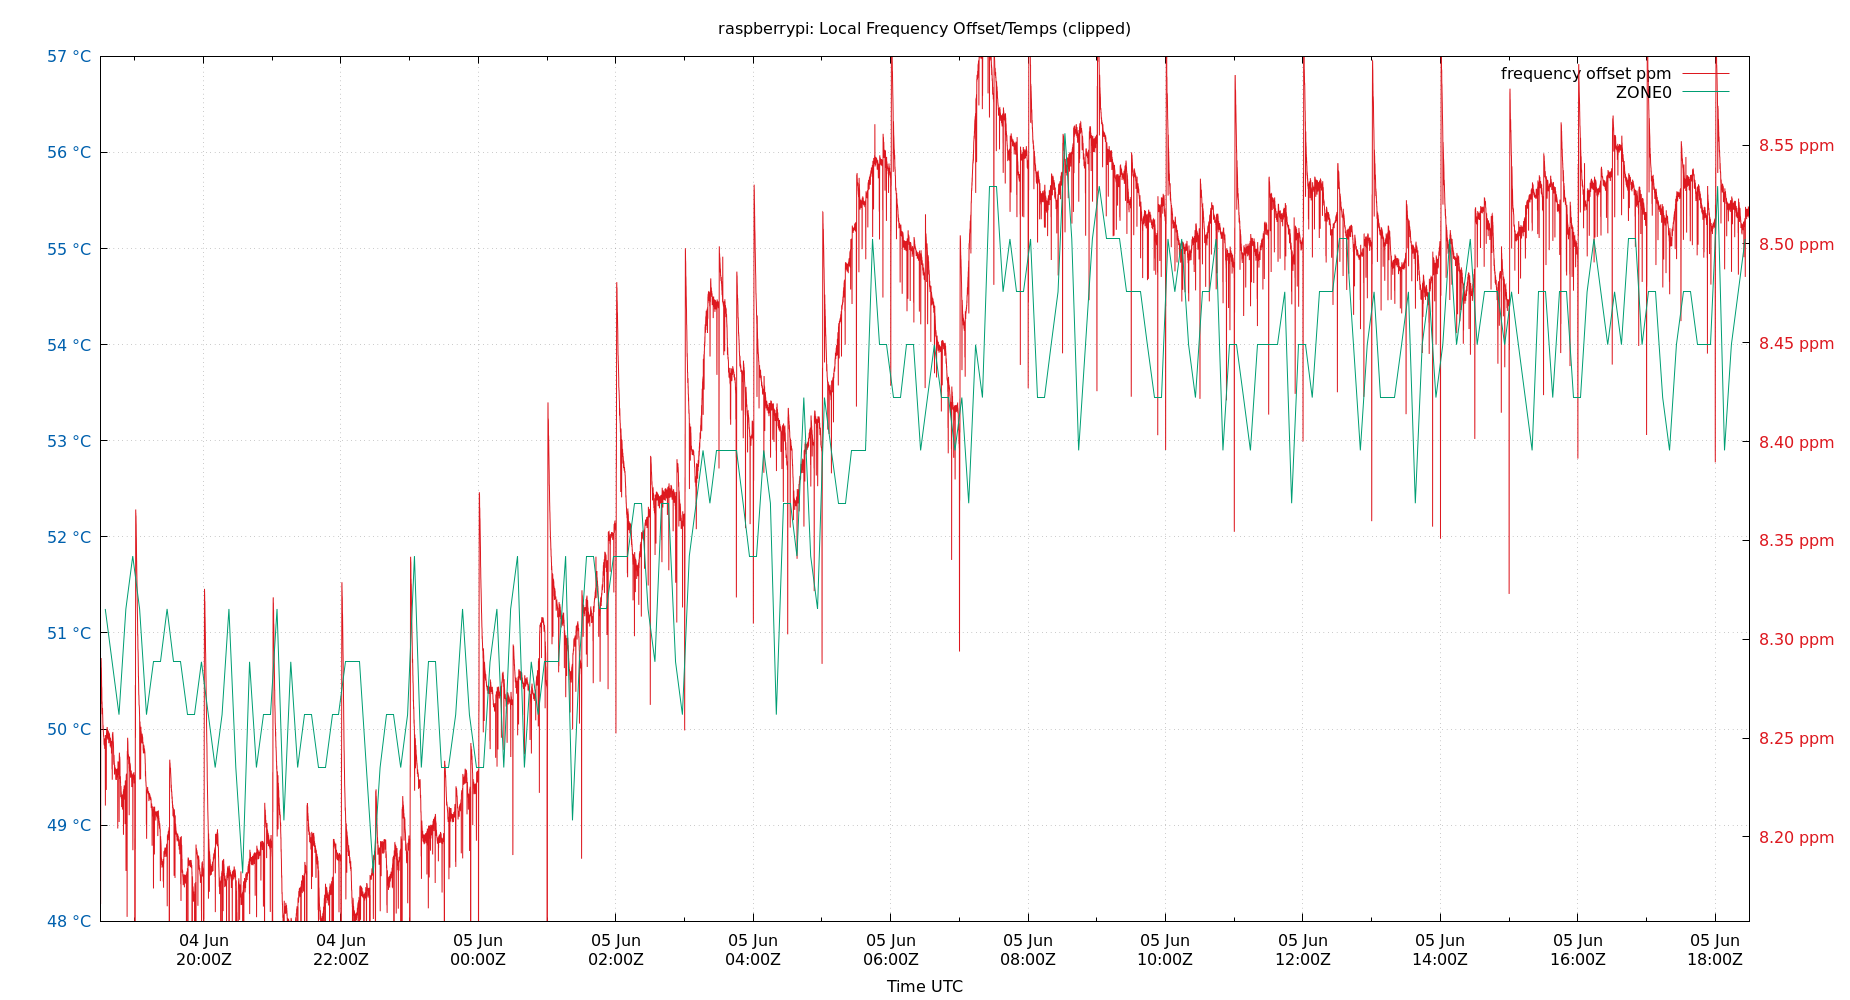 raspberrypi: Local Frequency Offset/Temps (clipped)
frequency offset ppm
ZONE0
57 °C
56 °C
55 °C
54 °C
53 °C
52 °C
51 °C
50 °C
49 °C
48 °C
8.55 ppm
8.50 ppm
8.45 ppm
8.40 ppm
8.35 ppm
8.30 ppm
8.25 ppm
8.20 ppm
04 Jun 04 Jun 05 Jun 05 Jun 05 Jun 05 Jun 05 Jun 05 Jun 05 Jun 05 Jun 05 Jun 05 Jun
20:00Z 22:00Z 00:00Z 02:00Z 04:00Z 06:00Z 08:00Z 10:00Z 12:00Z 14:00Z 16:00Z 18:00Z
Time UTC